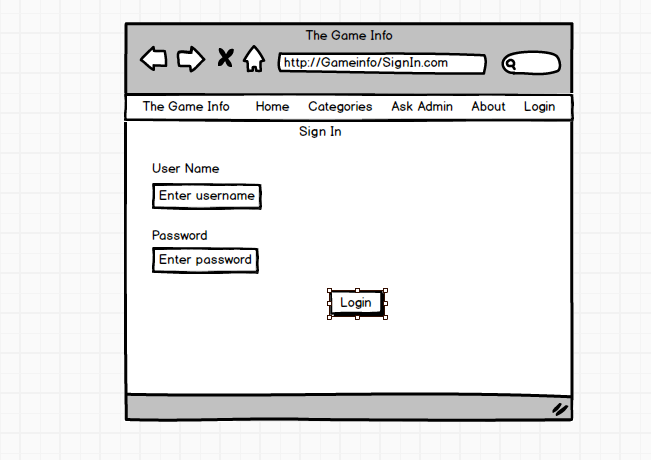 The Game Info
http://Gameinfo/SignIn.com
The Game Info Home Categories Ask Admin About Login
Sign In
User Name
Enter username
Password
Enter password
Login